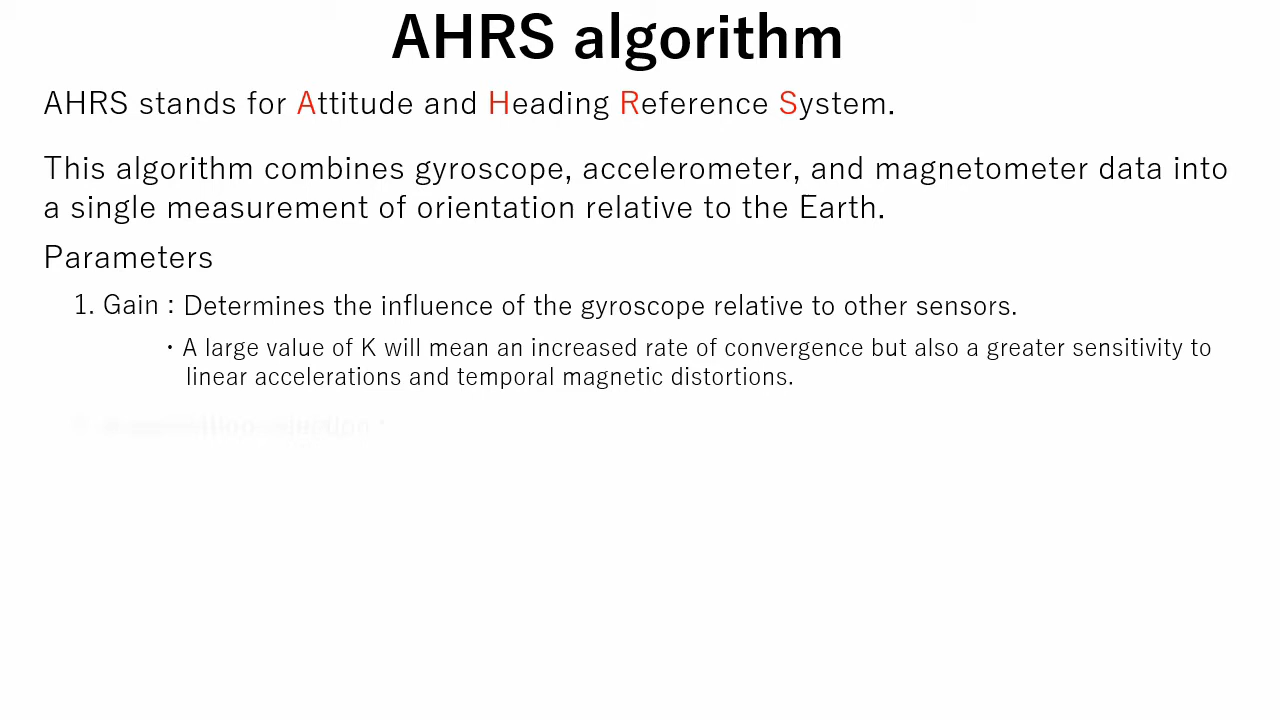 AHRS algorithm
AHRS stands for Attitude and Heading Reference System.
This algorithm combines gyroscope, accelerometer, and magnetometer data into
a single measurement of orientation relative to the Earth.
Parameters
1. Gain : Determines the influence of the gyroscope relative to other sensors.
・A large value of K will mean an increased rate of convergence but also a greater sensitivity to
linear accelerations and temporal magnetic distortions.